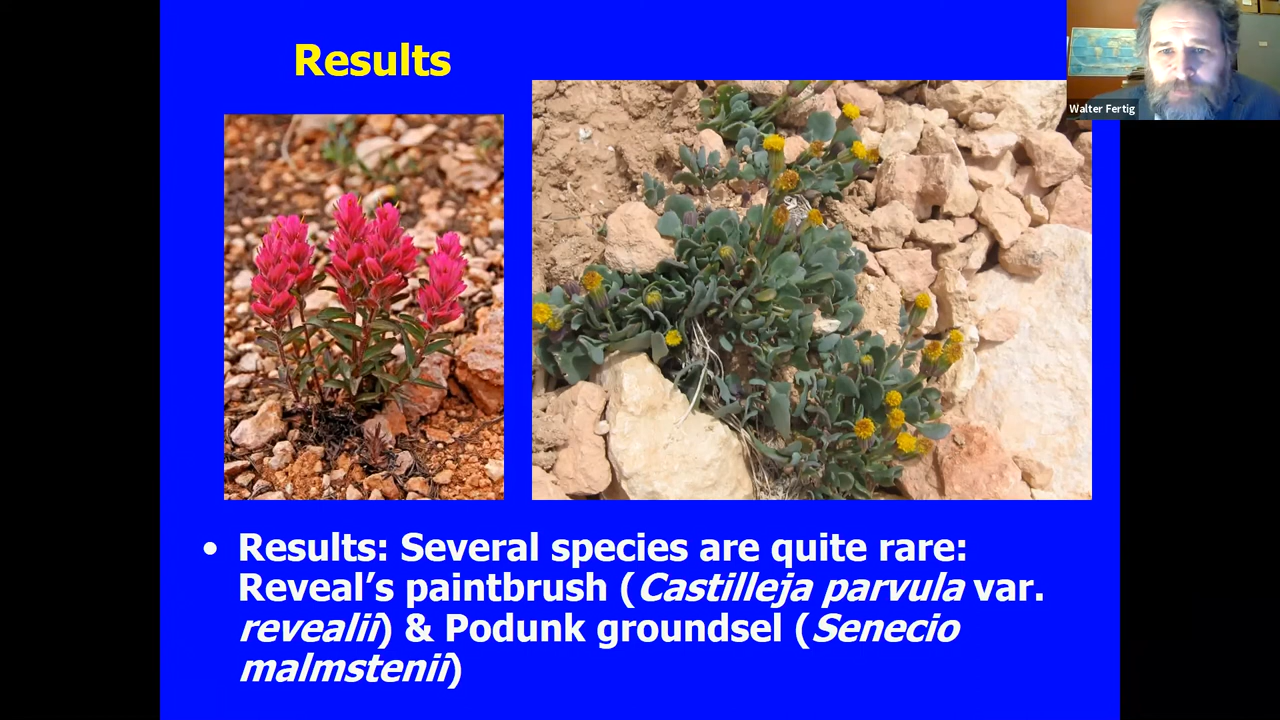 Results
Walter Fertig
• Results: Several species are quite rare:
Reveal’s paintbrush (Castilleja parvula var.
revealii) & Podunk groundsel (Senecio
malmstenii)